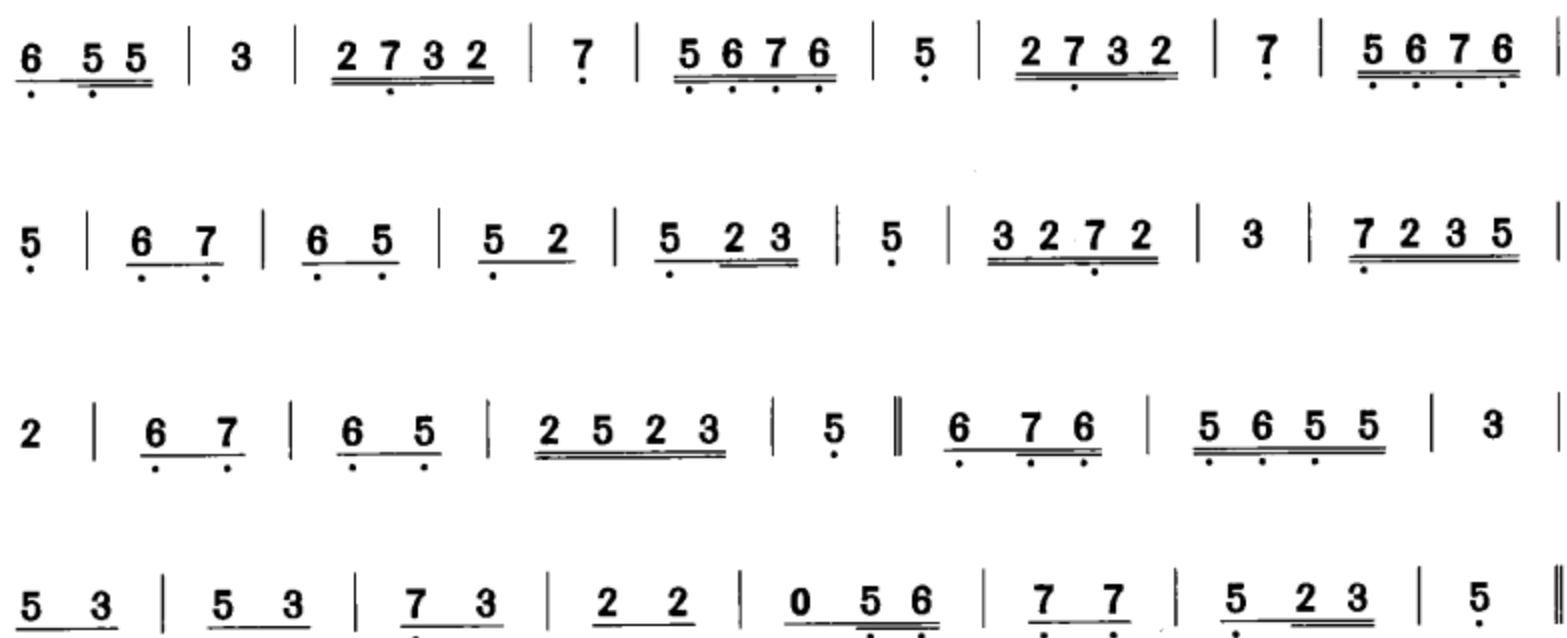 6 5 5 | 3 | 2 7 3 2 | 7 | 5 6 7 6 | 5 | 2 7 3 2 | 7 | 5 6 7 6 |
5 | 6 7 | 6 5 | 5 2 | 5 2 3 | 5 | 3 2 7 2 | 3 | 7 2 3 5 |
2 | 6 7 | 6 5 | 2 5 2 3 | 5 ‖ 6 7 6 | 5 6 5 5 | 3 |
5 3 | 5 3 | 7 3 | 2 2 | 0 5 6 | 7 7 | 5 2 3 | 5 ‖